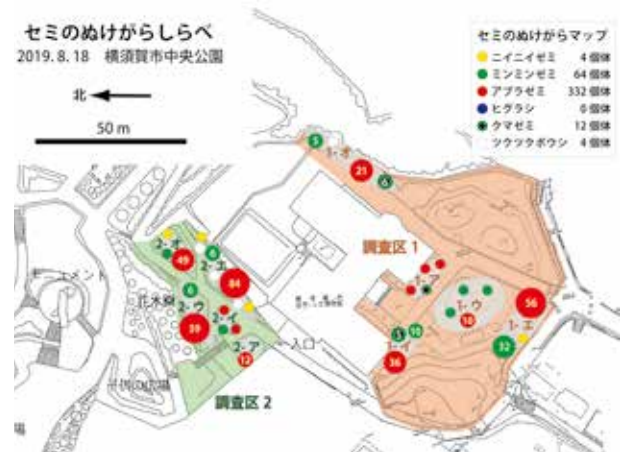 セミのぬけがらしらべ
2019. 8. 18　横須賀市中央公園
北
50 m
セミのぬけがらマップ
ニイニイゼミ　4 個体
ミンミンゼミ　64 個体
アブラゼミ　332 個体
ヒグラシ　0 個体
クマゼミ　12 個体
ツクツクボウシ　4 個体
5
1-オ
21
6
調査区 1
1-ア
1-ウ
10
56
1-エ
32
10
1-イ
36
2-オ
49
2-エ
6
84
6
2-ウ
39
2-イ
2-ア
12
入口
花木園
調査区 2